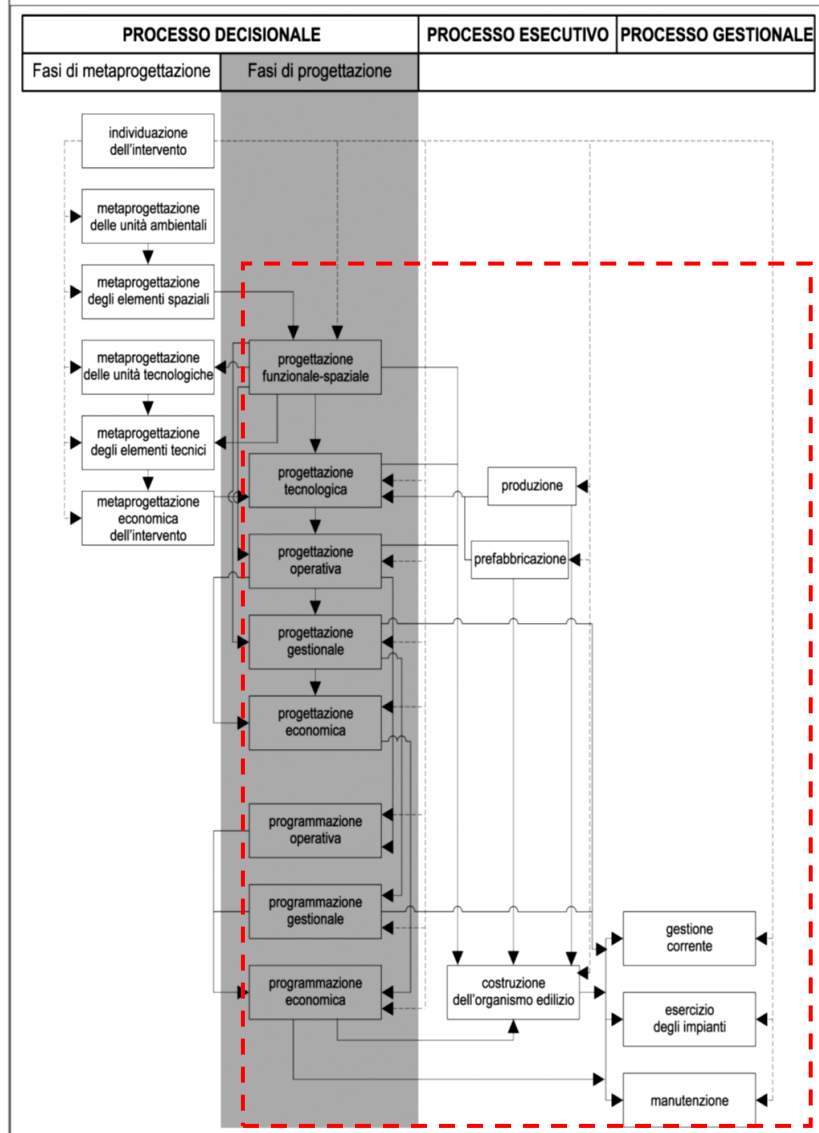 PROCESSO DECISIONALE
PROCESSO ESECUTIVO
PROCESSO GESTIONALE
Fasi di metaprogettazione
Fasi di progettazione
individuazione
dell'intervento
metaprogettazione
delle unità ambientali
metaprogettazione
degli elementi spaziali
metaprogettazione
delle unità tecnologiche
metaprogettazione
degli elementi tecnici
metaprogettazione
economica
dell'intervento
progettazione
funzionale-spaziale
progettazione
tecnologica
progettazione
operativa
progettazione
gestionale
progettazione
economica
programmazione
operativa
programmazione
gestionale
programmazione
economica
produzione
prefabbricazione
costruzione
dell'organismo edilizio
gestione
corrente
esercizio
degli impianti
manutenzione